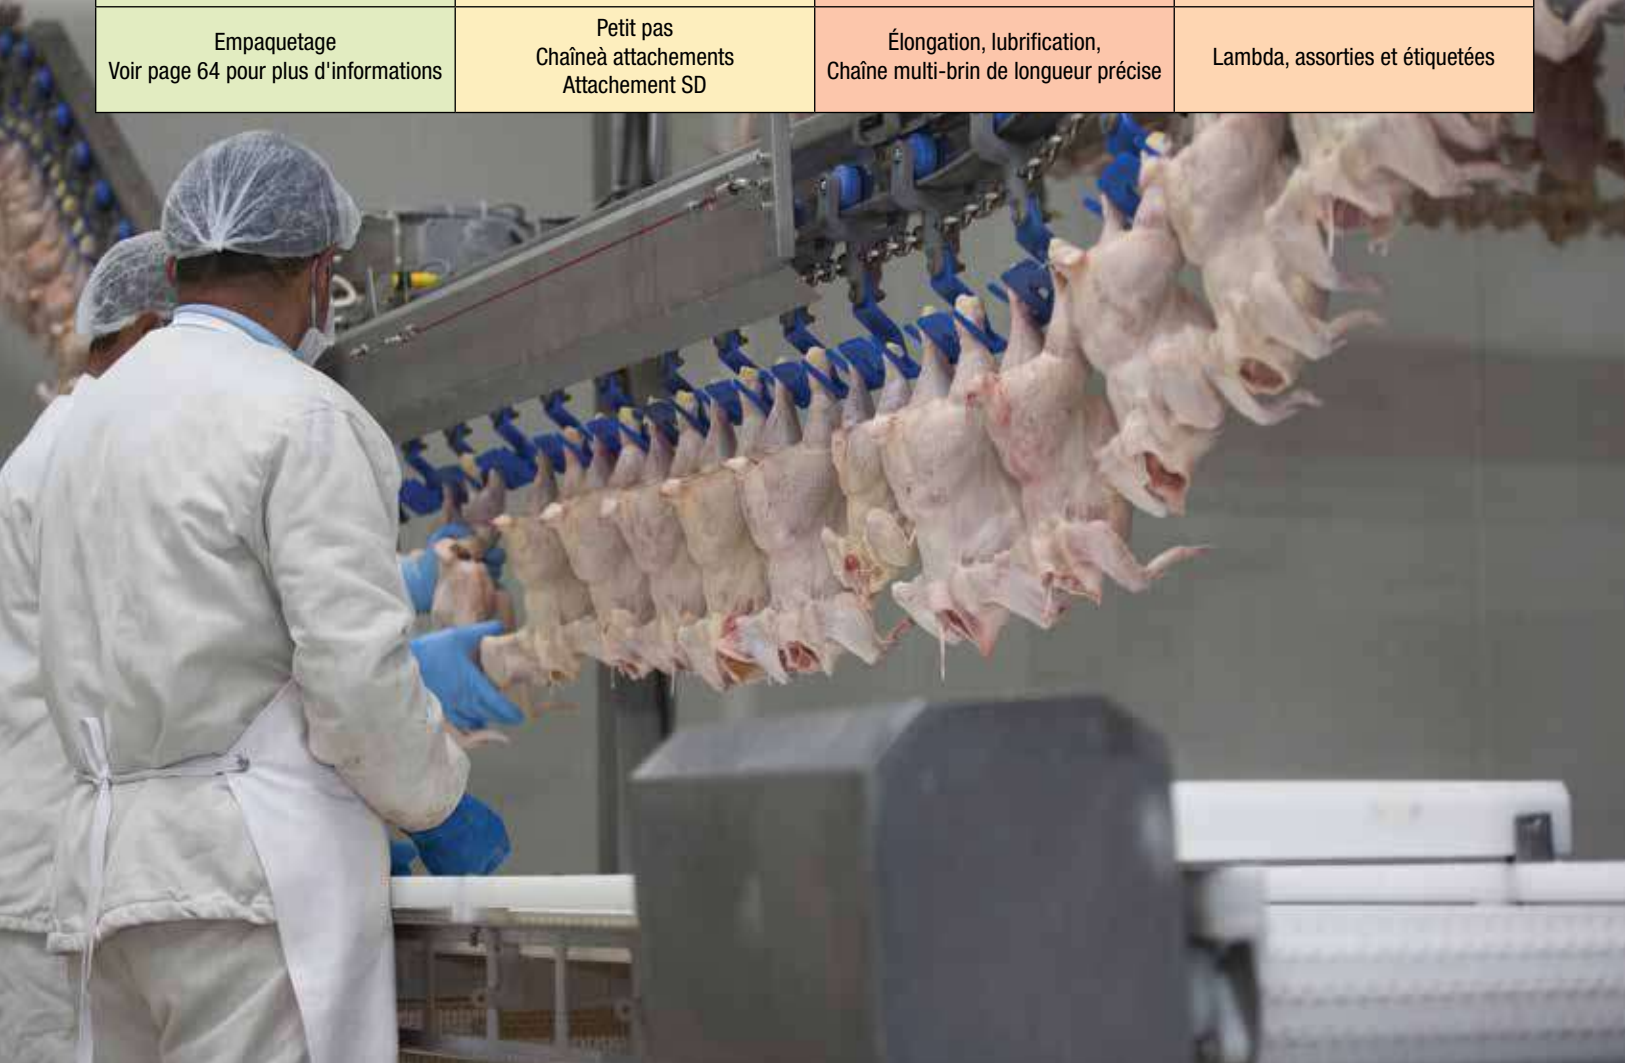 Empaquetage
Voir page 64 pour plus d'informations
Petit pas
Chaîneà attachements
Attachement SD
Élongation, lubrification,
Chaîne multi-brin de longueur précise
Lambda, assorties et étiquetées